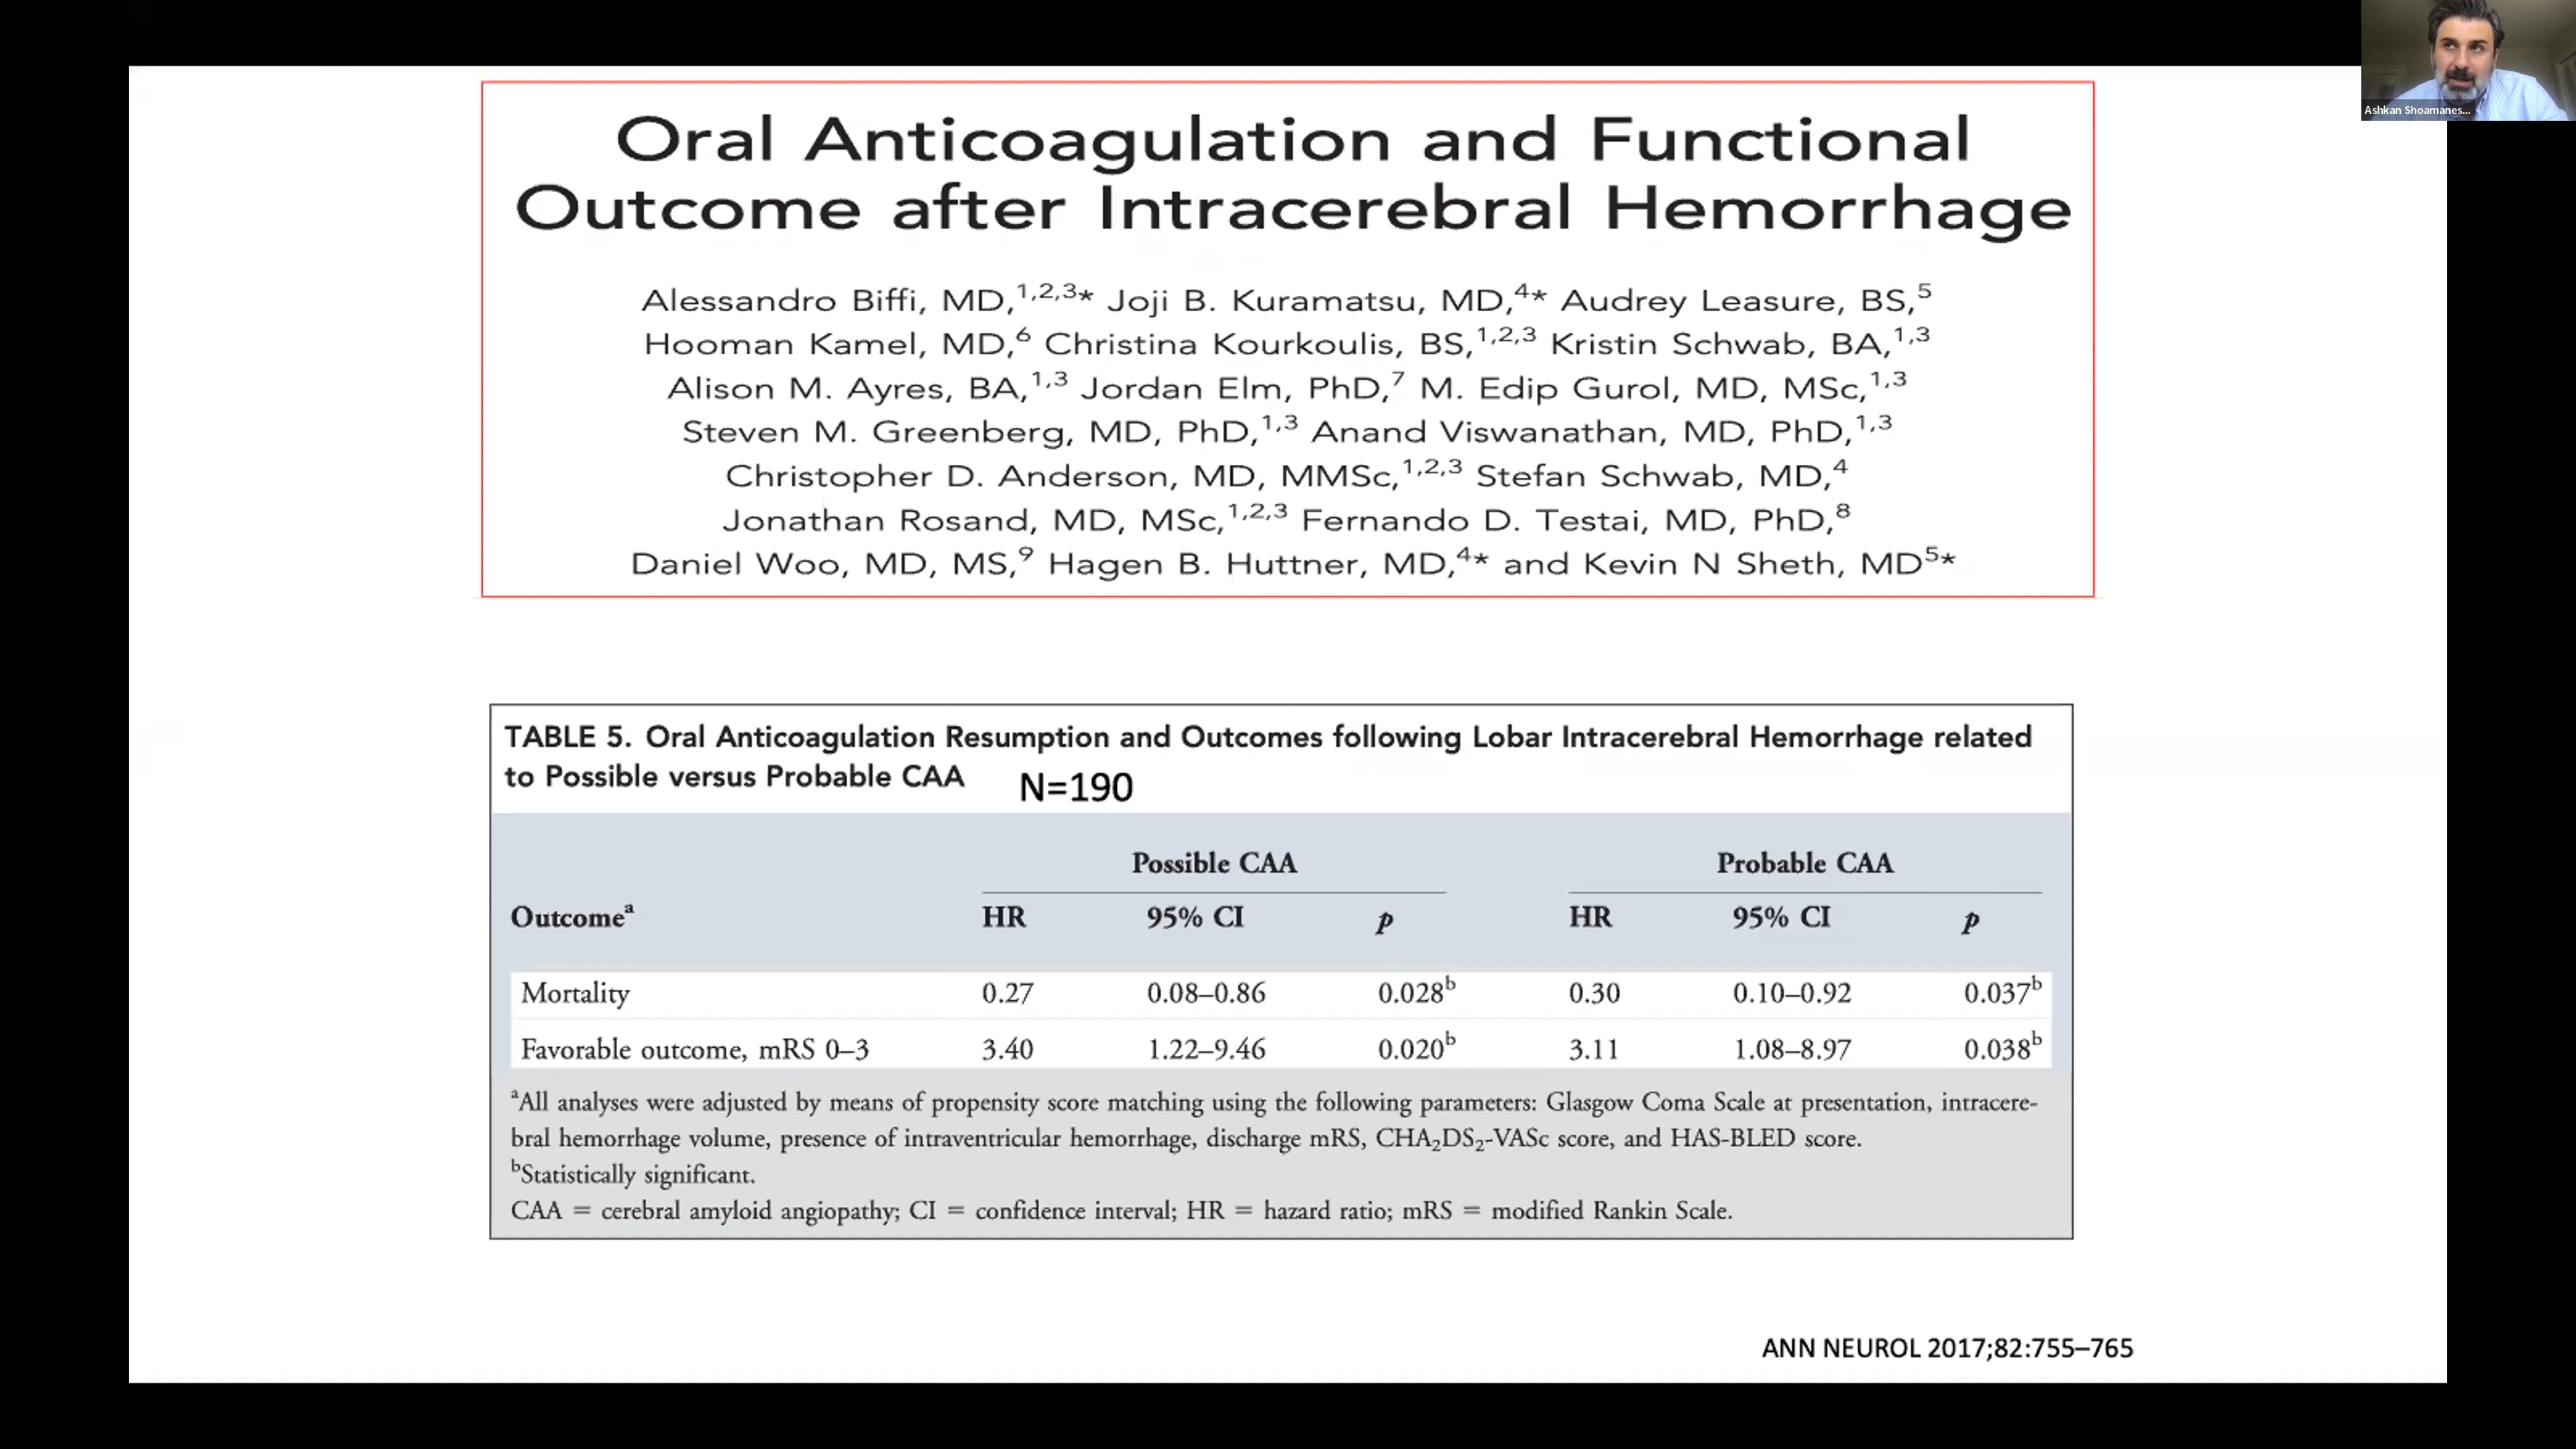 Ashkan Shoamanes...
Oral Anticoagulation and Functional
Outcome after Intracerebral Hemorrhage
Alessandro Biffi, MD,1,2,3* Joji B. Kuramatsu, MD,4* Audrey Leasure, BS,5
Hooman Kamel, MD,6 Christina Kourkoulis, BS,1,2,3 Kristin Schwab, BA,1,3
Alison M. Ayres, BA,1,3 Jordan Elm, PhD,7 M. Edip Gurol, MD, MSc,1,3
Steven M. Greenberg, MD, PhD,1,3 Anand Viswanathan, MD, PhD,1,3
Christopher D. Anderson, MD, MMSc,1,2,3 Stefan Schwab, MD,4
Jonathan Rosand, MD, MSc,1,2,3 Fernando D. Testai, MD, PhD,8
Daniel Woo, MD, MS,9 Hagen B. Huttner, MD,4* and Kevin N Sheth, MD5*
TABLE 5. Oral Anticoagulation Resumption and Outcomes following Lobar Intracerebral Hemorrhage related
to Possible versus Probable CAA N=190
Possible CAA Probable CAA
Outcomea HR 95% CI p HR 95% CI p
Mortality 0.27 0.08–0.86 0.028b 0.30 0.10–0.92 0.037b
Favorable outcome, mRS 0–3 3.40 1.22–9.46 0.020b 3.11 1.08–8.97 0.038b
aAll analyses were adjusted by means of propensity score matching using the following parameters: Glasgow Coma Scale at presentation, intracere-
bral hemorrhage volume, presence of intraventricular hemorrhage, discharge mRS, CHA2DS2-VASc score, and HAS-BLED score.
bStatistically significant.
CAA = cerebral amyloid angiopathy; CI = confidence interval; HR = hazard ratio; mRS = modified Rankin Scale.
ANN NEUROL 2017;82:755–765